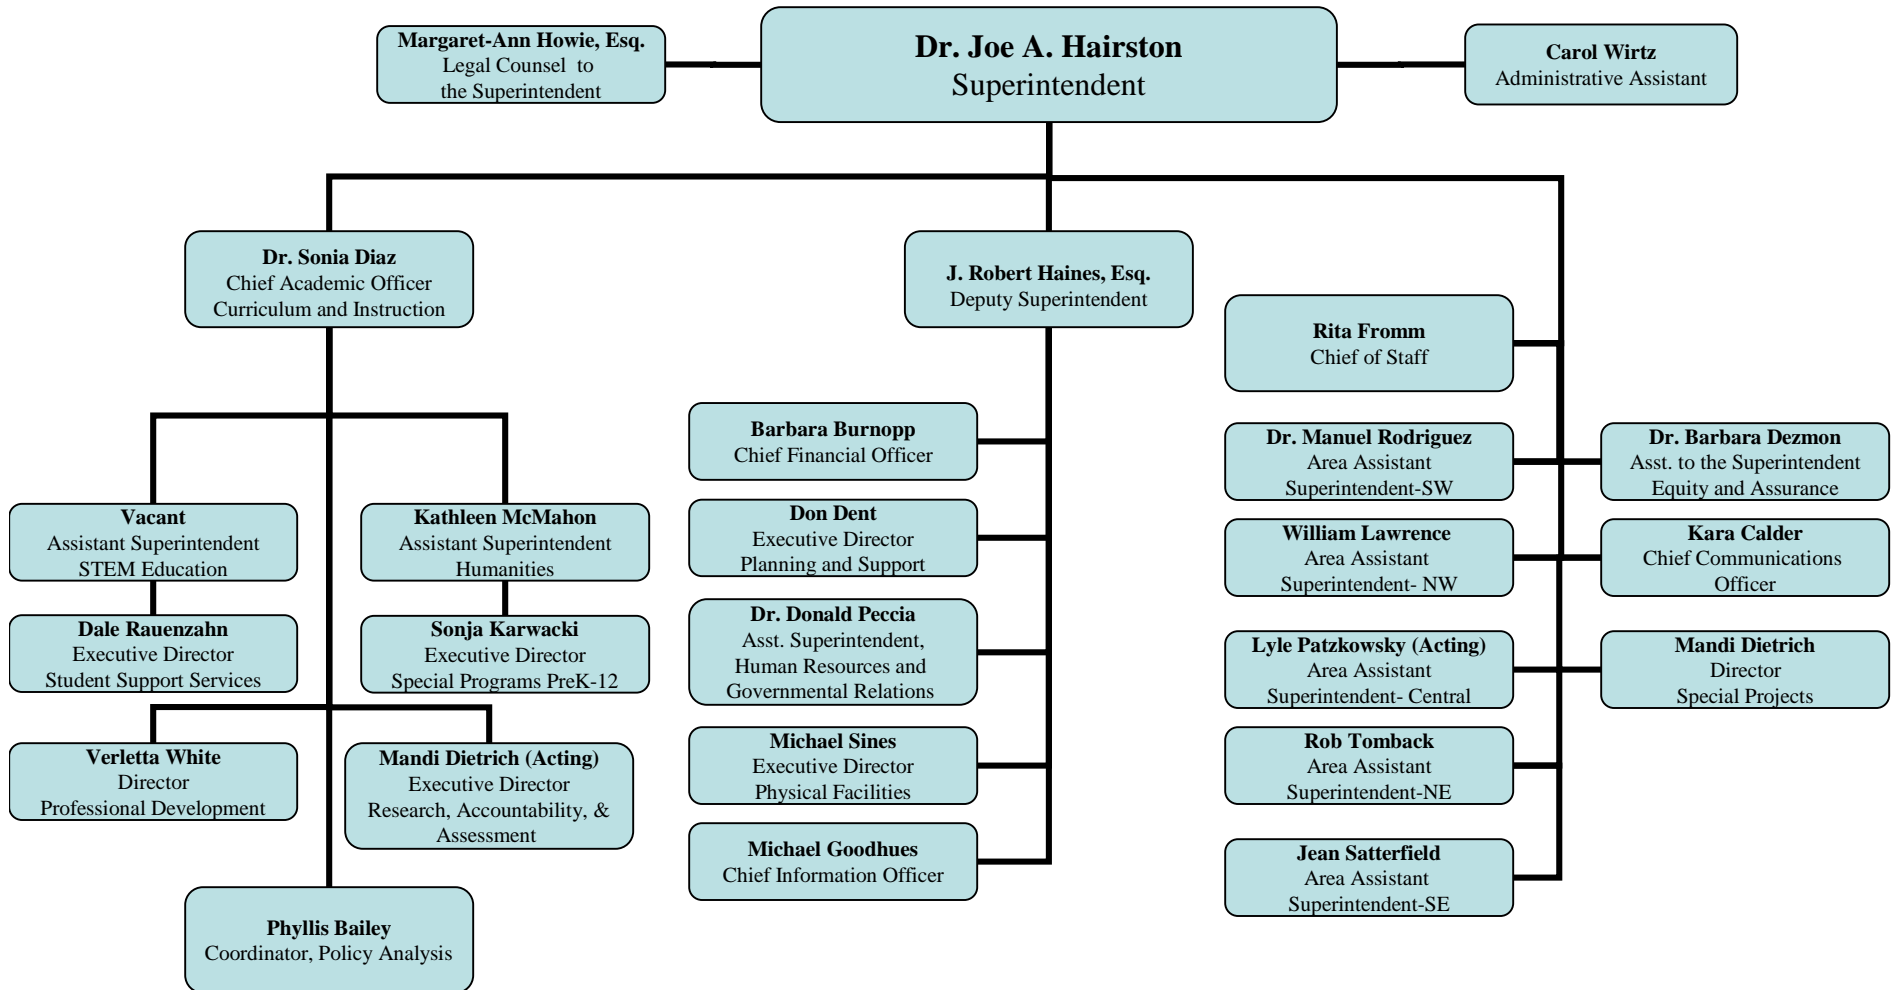 Margaret-Ann Howie, Esq.
Legal Counsel to
the Superintendent
Dr. Joe A. Hairston
Superintendent
Carol Wirtz
Administrative Assistant
Dr. Sonia Diaz
Chief Academic Officer
Curriculum and Instruction
J. Robert Haines, Esq.
Deputy Superintendent
Vacant
Assistant Superintendent
STEM Education
Kathleen McMahon
Assistant Superintendent
Humanities
Dale Rauenzahn
Executive Director
Student Support Services
Sonja Karwacki
Executive Director
Special Programs PreK-12
Verletta White
Director
Professional Development
Mandi Dietrich (Acting)
Executive Director
Research, Accountability, &
Assessment
Phyllis Bailey
Coordinator, Policy Analysis
Barbara Burnopp
Chief Financial Officer
Don Dent
Executive Director
Planning and Support
Dr. Donald Peccia
Asst. Superintendent,
Human Resources and
Governmental Relations
Michael Sines
Executive Director
Physical Facilities
Michael Goodhues
Chief Information Officer
Rita Fromm
Chief of Staff
Dr. Manuel Rodriguez
Area Assistant
Superintendent-SW
Dr. Barbara Dezmon
Asst. to the Superintendent
Equity and Assurance
William Lawrence
Area Assistant
Superintendent- NW
Kara Calder
Chief Communications
Officer
Lyle Patzkowsky (Acting)
Area Assistant
Superintendent- Central
Mandi Dietrich
Director
Special Projects
Rob Tomback
Area Assistant
Superintendent-NE
Jean Satterfield
Area Assistant
Superintendent-SE